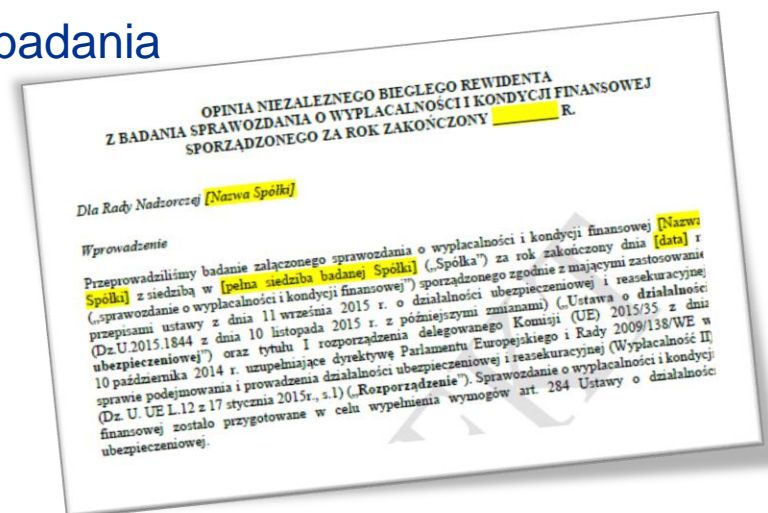 badania
OPINIA NIEZALEZNEGO BIEGŁEGO REWIDENTA
Z BADANIA SPRAWOZDANIA O WYPŁACALNOŚCI I KONDYCJI FINANSOWEJ
SPORZĄDZONEGO ZA ROK ZAKOŃCZONY ________ R.
Dla Rady Nadzorczej [Nazwa Spółki]
Wprowadzenie
Przeprowadziliśmy badanie załączonego sprawozdania o wypłacalności i kondycji finansowej [Nazwa
Spółki] z siedzibą w [pełna siedziba badanej Spółki] („Spółka”) za rok zakończony dnia [data] r.
(„sprawozdanie o wypłacalności i kondycji finansowej”) sporządzonego zgodnie z mającymi zastosowanie
przepisami ustawy z dnia 11 września 2015 r. o działalności ubezpieczeniowej i reasekuracyjnej
(Dz.U.2015.1844 z dnia 10 listopada 2015 r. z późniejszymi zmianami) („Ustawa o działalności
ubezpieczeniowej”) oraz tytułu I rozporządzenia delegowanego Komisji (UE) 2015/35 z dnia
10 października 2014 r. uzupełniające dyrektywę Parlamentu Europejskiego i Rady 2009/138/WE w
sprawie podejmowania i prowadzenia działalności ubezpieczeniowej i reasekuracyjnej (Wypłacalność II)
(Dz. U. UE L.12 z 17 stycznia 2015r., s.1) („Rozporządzenie”). Sprawozdanie o wypłacalności i kondycji
finansowej zostało przygotowane w celu wypełnienia wymogów art. 284 Ustawy o działalności
ubezpieczeniowej.